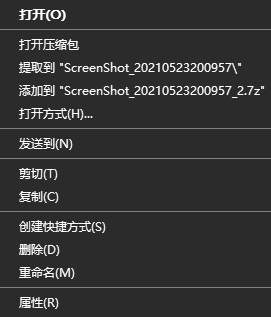 打开(O)
打开压缩包
提取到 "ScreenShot_20210523200957\"
添加到 "ScreenShot_20210523200957_2.7z"
打开方式(H)...
发送到(N)
剪切(T)
复制(C)
创建快捷方式(S)
删除(D)
重命名(M)
属性(R)